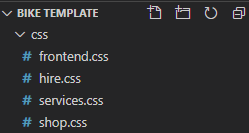 BIKE TEMPLATE
css
# frontend.css
# hire.css
# services.css
# shop.css